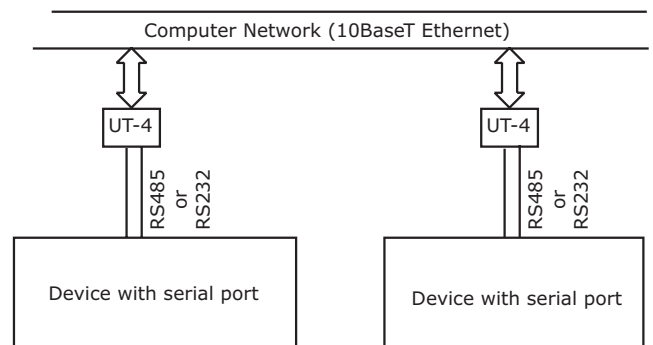 Computer Network (10BaseT Ethernet)
UT-4
UT-4
RS485
or
RS232
RS485
or
RS232
Device with serial port
Device with serial port